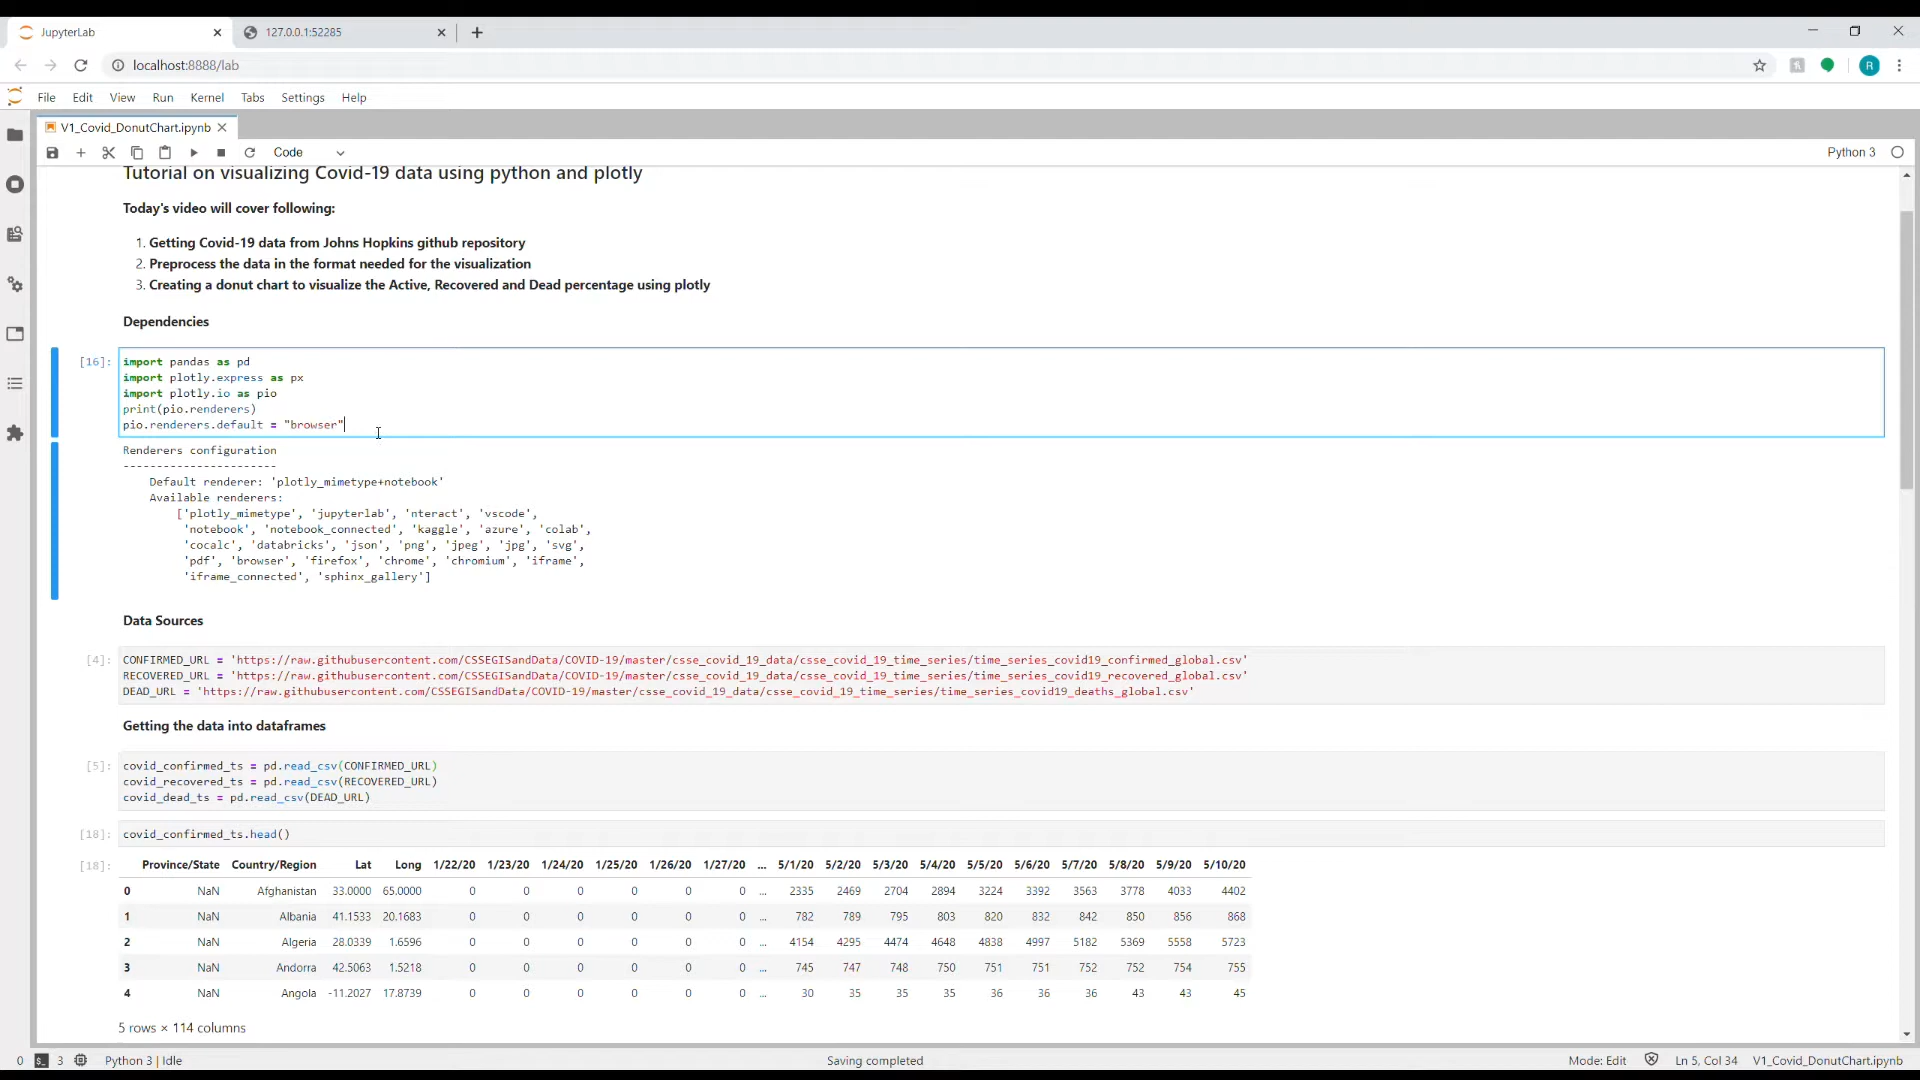 JupyterLab
127.0.0.1:52285
localhost:8888/lab
R
File Edit View Run Kernel Tabs Settings Help
V1_Covid_DonutChart.ipynb
Code
Python 3
Tutorial on visualizing Covid-19 data using python and plotly
Today's video will cover following:
1. Getting Covid-19 data from Johns Hopkins github repository
2. Preprocess the data in the format needed for the visualization
3. Creating a donut chart to visualize the Active, Recovered and Dead percentage using plotly
Dependencies
[16]: import pandas as pd
import plotly.express as px
import plotly.io as pio
print(pio.renderers)
pio.renderers.default = "browser"
Renderers configuration
-----------------------
Default renderer: 'plotly_mimetype+notebook'
Available renderers:
['plotly_mimetype', 'jupyterlab', 'nteract', 'vscode',
'notebook', 'notebook_connected', 'kaggle', 'azure', 'colab',
'cocalc', 'databricks', 'json', 'png', 'jpeg', 'jpg', 'svg',
'pdf', 'browser', 'firefox', 'chrome', 'chromium', 'iframe',
'iframe_connected', 'sphinx_gallery']
Data Sources
[4]: CONFIRMED_URL = 'https://raw.githubusercontent.com/CSSEGISandData/COVID-19/master/csse_covid_19_data/csse_covid_19_time_series/time_series_covid19_confirmed_global.csv'
RECOVERED_URL = 'https://raw.githubusercontent.com/CSSEGISandData/COVID-19/master/csse_covid_19_data/csse_covid_19_time_series/time_series_covid19_recovered_global.csv'
DEAD_URL = 'https://raw.githubusercontent.com/CSSEGISandData/COVID-19/master/csse_covid_19_data/csse_covid_19_time_series/time_series_covid19_deaths_global.csv'
Getting the data into dataframes
[5]: covid_confirmed_ts = pd.read_csv(CONFIRMED_URL)
covid_recovered_ts = pd.read_csv(RECOVERED_URL)
covid_dead_ts = pd.read_csv(DEAD_URL)
[18]: covid_confirmed_ts.head()
[18]: Province/State Country/Region Lat Long 1/22/20 1/23/20 1/24/20 1/25/20 1/26/20 1/27/20 ... 5/1/20 5/2/20 5/3/20 5/4/20 5/5/20 5/6/20 5/7/20 5/8/20 5/9/20 5/10/20
0 NaN Afghanistan 33.0000 65.0000 0 0 0 0 0 0 ... 2335 2469 2704 2894 3224 3392 3563 3778 4033 4402
1 NaN Albania 41.1533 20.1683 0 0 0 0 0 0 ... 782 789 795 803 820 832 842 850 856 868
2 NaN Algeria 28.0339 1.6596 0 0 0 0 0 0 ... 4154 4295 4474 4648 4838 4997 5182 5369 5558 5723
3 NaN Andorra 42.5063 1.5218 0 0 0 0 0 0 ... 745 747 748 750 751 751 752 752 754 755
4 NaN Angola -11.2027 17.8739 0 0 0 0 0 0 ... 30 35 35 35 36 36 36 43 43 45
5 rows × 114 columns
0 3 Python 3 | Idle Saving completed Mode: Edit Ln 5, Col 34 V1_Covid_DonutChart.ipynb